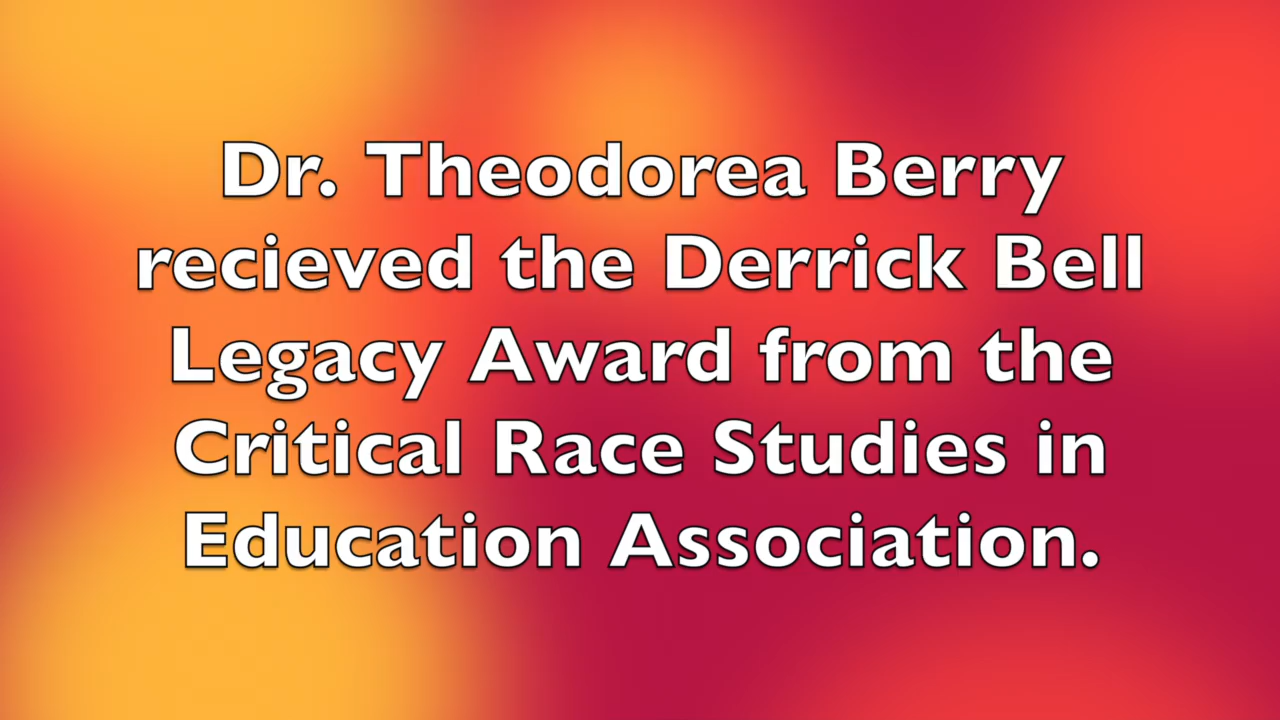 Dr. Theodorea Berry
recieved the Derrick Bell
Legacy Award from the
Critical Race Studies in
Education Association.